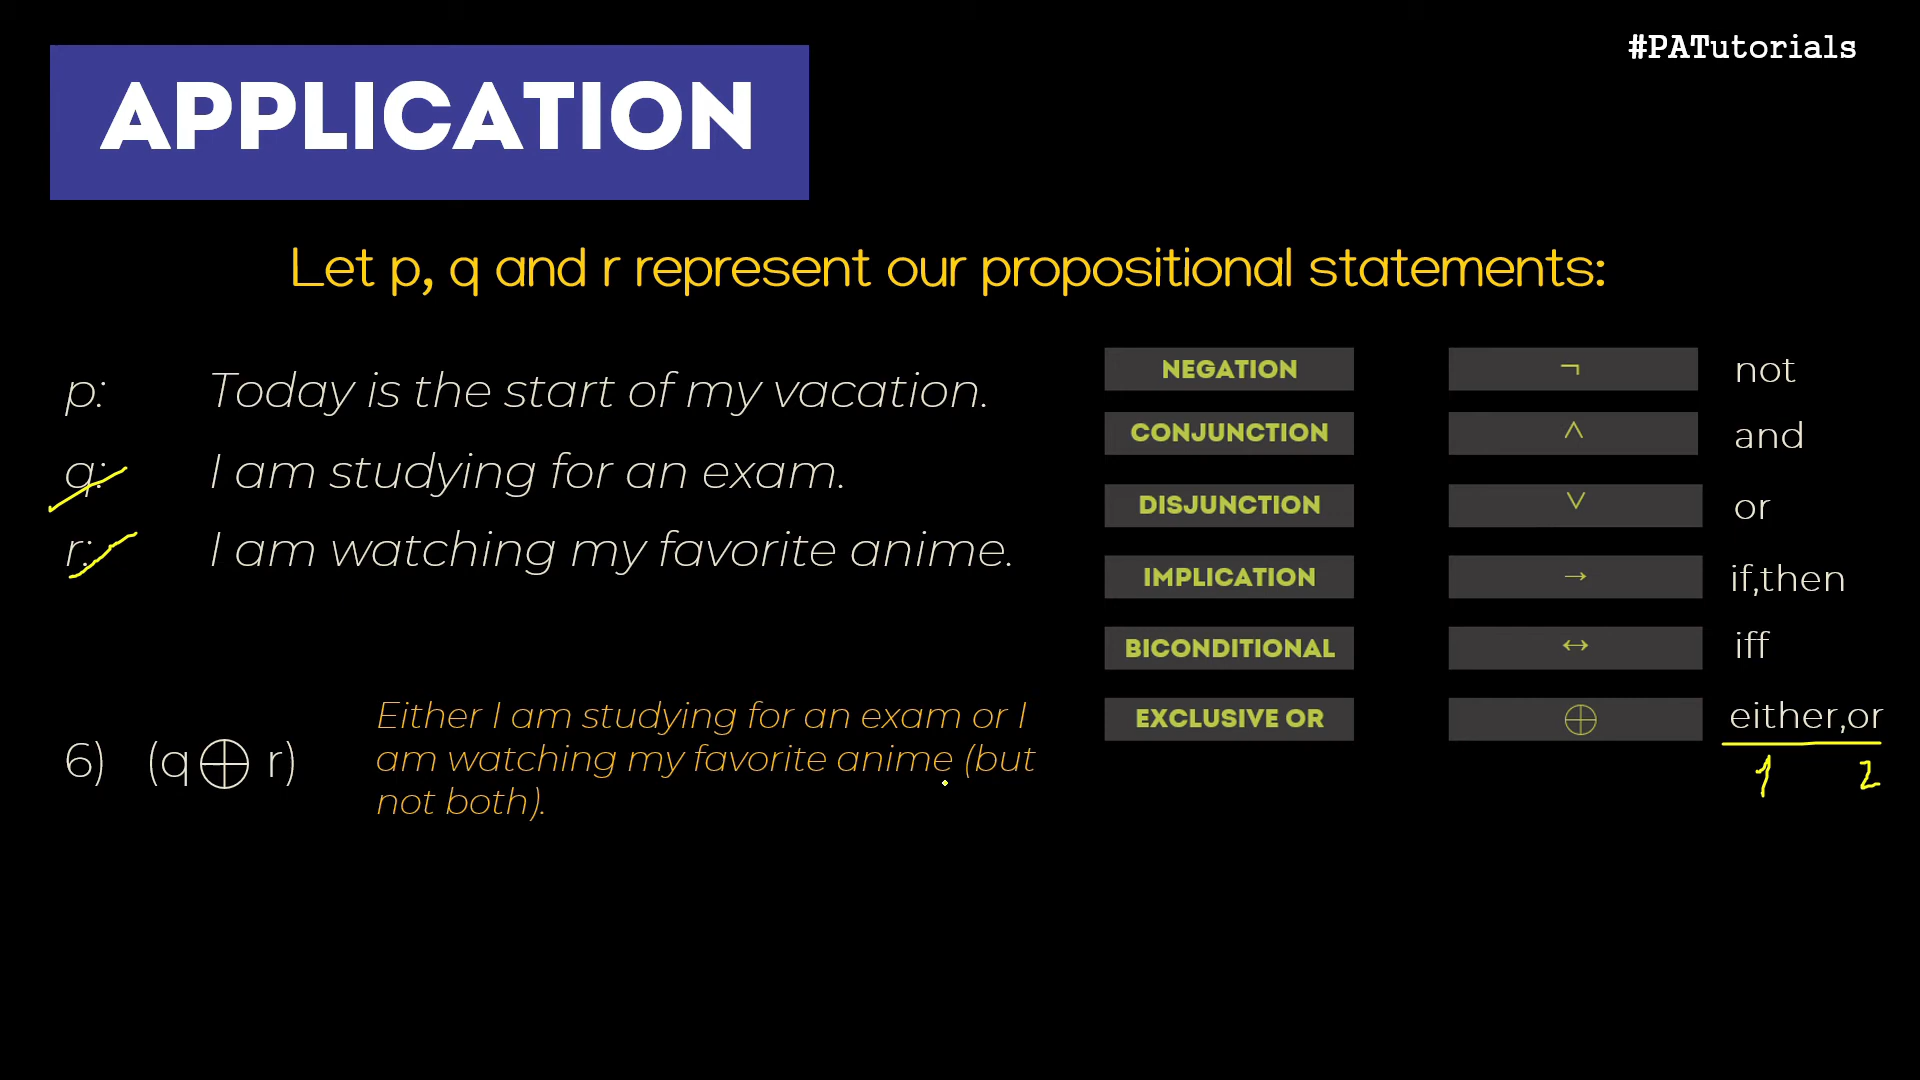 #PATutorials
APPLICATION
Let p, q and r represent our propositional statements:
p: Today is the start of my vacation.
q: I am studying for an exam.
r: I am watching my favorite anime.
NEGATION ¬ not
CONJUNCTION ^ and
DISJUNCTION ˅ or
IMPLICATION → if,then
BICONDITIONAL ↔ iff
EXCLUSIVE OR ⊕ either,or
1 2
6) (q ⊕ r)
Either I am studying for an exam or I
am watching my favorite anime (but
not both).